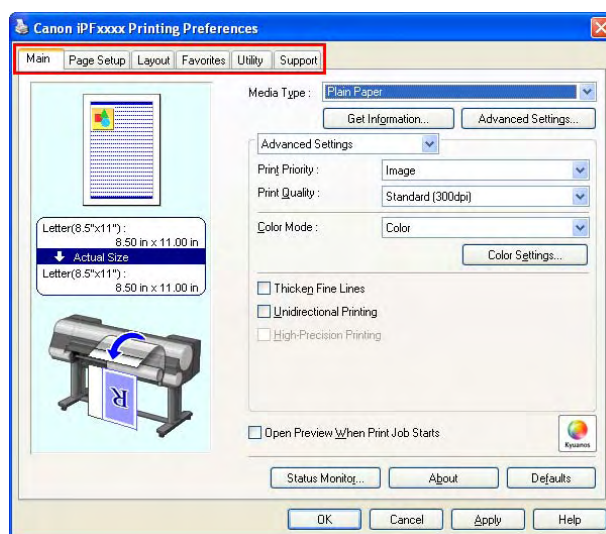 Canon iPFxxxx Printing Preferences
Main Page Setup Layout Favorites Utility Support
Media Type : Plain Paper
Get Information... Advanced Settings...
Advanced Settings
Print Priority : Image
Print Quality : Standard (300dpi)
Color Mode : Color
Color Settings...
Thicken Fine Lines
Unidirectional Printing
High-Precision Printing
Letter(8.5"x11") :
8.50 in x 11.00 in
Actual Size
Letter(8.5"x11") :
8.50 in x 11.00 in
R
Open Preview When Print Job Starts
Kyuanos
Status Monitor... About Defaults
OK Cancel Apply Help